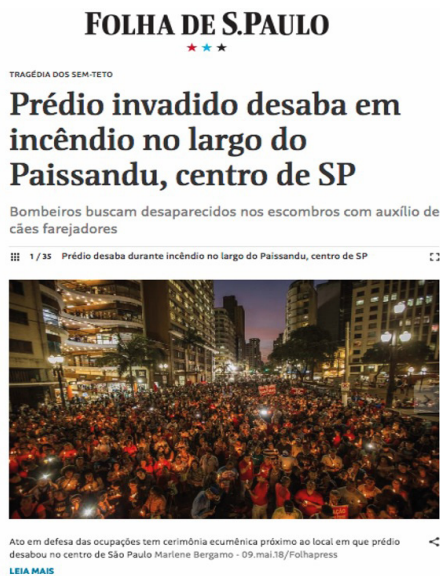 FOLHA DE S.PAULO
TRAGÉDIA DOS SEM-TETO
Prédio invadido desaba em
incêndio no largo do
Paissandu, centro de SP
Bombeiros buscam desaparecidos nos escombros com auxílio de
cães farejadores
1 / 35 Prédio desaba durante incêndio no largo do Paissandu, centro de SP
Ato em defesa das ocupações tem cerimônia ecumênica próximo ao local em que prédio
desabou no centro de São Paulo Marlene Bergamo - 09.mai.18/Folhapress
LEIA MAIS